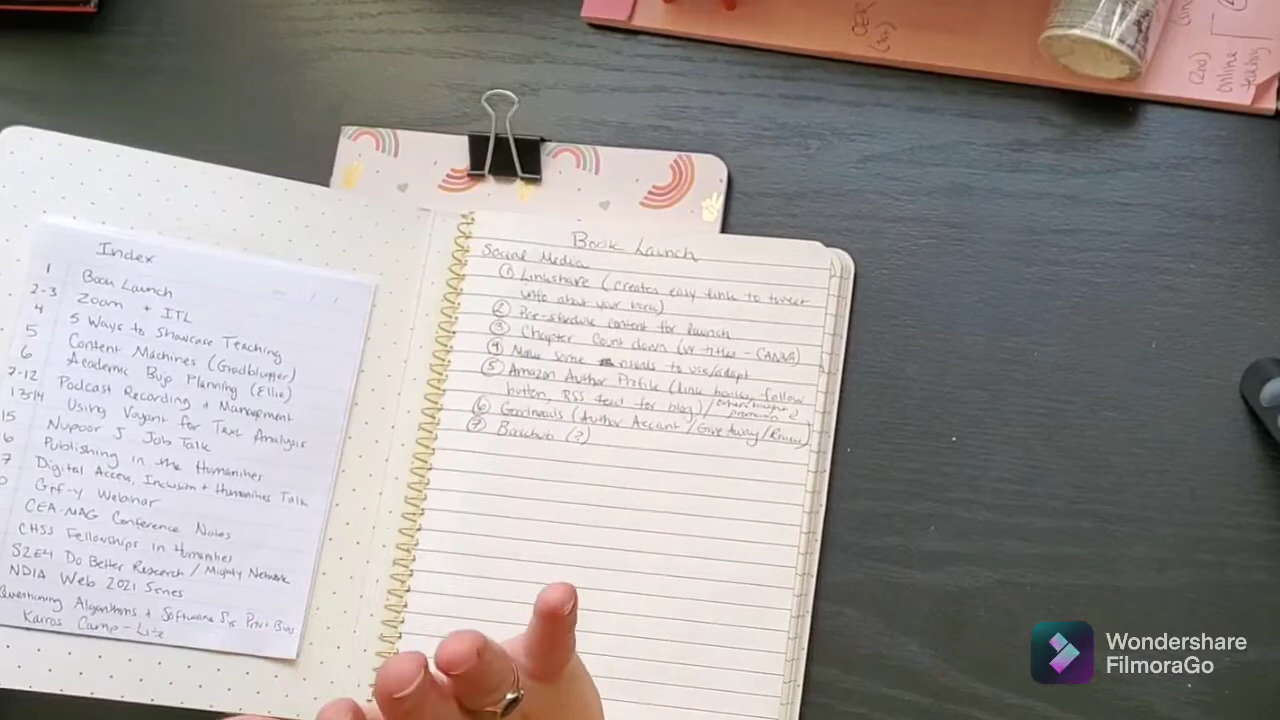 OER
(1st)
(2nd)
online
Index
1 Book Launch
2-3 Zoom + ITL
4 5 Ways to Showcase Teaching
5 Content Machines (Godblogger)
6 Academic Bujo Planning (Ellie)
7-12 Podcast Recording + Management
13-14 Using Voyant for Text Analysis
15 Nupoor J. Job Talk
Publishing in the Humanities
Digital Access, Inclusion + Humanities Talk
Webinar
CEA-MAG Conference Notes
CHSS Fellowships in Humanities
S2E4 Do Better Research / Mighty Network
NDIA Web 2021 Series
Questioning Algorithms + Software
Kairos Camp-Lite
Book Launch
Social Media
① Linkshare (creates easy link to tweet
info about your book)
② Pre-schedule content for launch
③ Chapter Count down (w/ titles - CANVA)
④ Make some visuals to use/adapt
⑤ Amazon Author Profile (link books, follow
button, RSS feed for blog)/
⑥ Goodreads (Author Account / Give Away /
⑦ Bookbub (?)
Wondershare
FilmoraGo